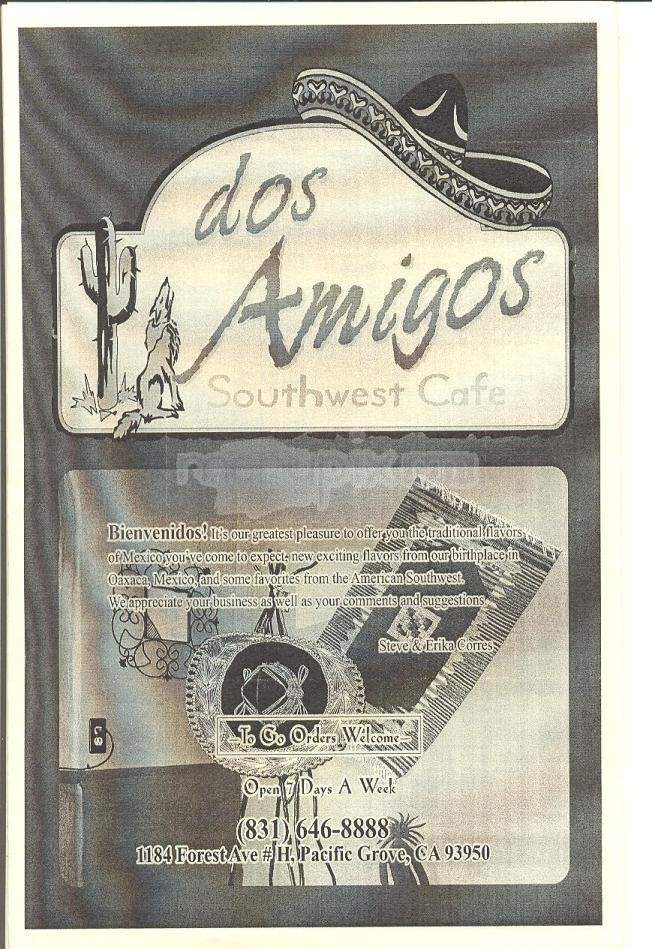 dos
Amigos
Southwest Cafe
Bienvenidos! It's our greatest pleasure to offer you the traditional flavors
of Mexico you've come to expect, new exciting flavors from our birthplace in
Oaxaca, Mexico, and some favorites from the American Southwest.
We appreciate your business as well as your comments and suggestions.
Steve & Erika Corres
To Go Orders Welcome
Open 7 Days A Week
(831) 646-8888
1184 Forest Ave # H, Pacific Grove, CA 93950